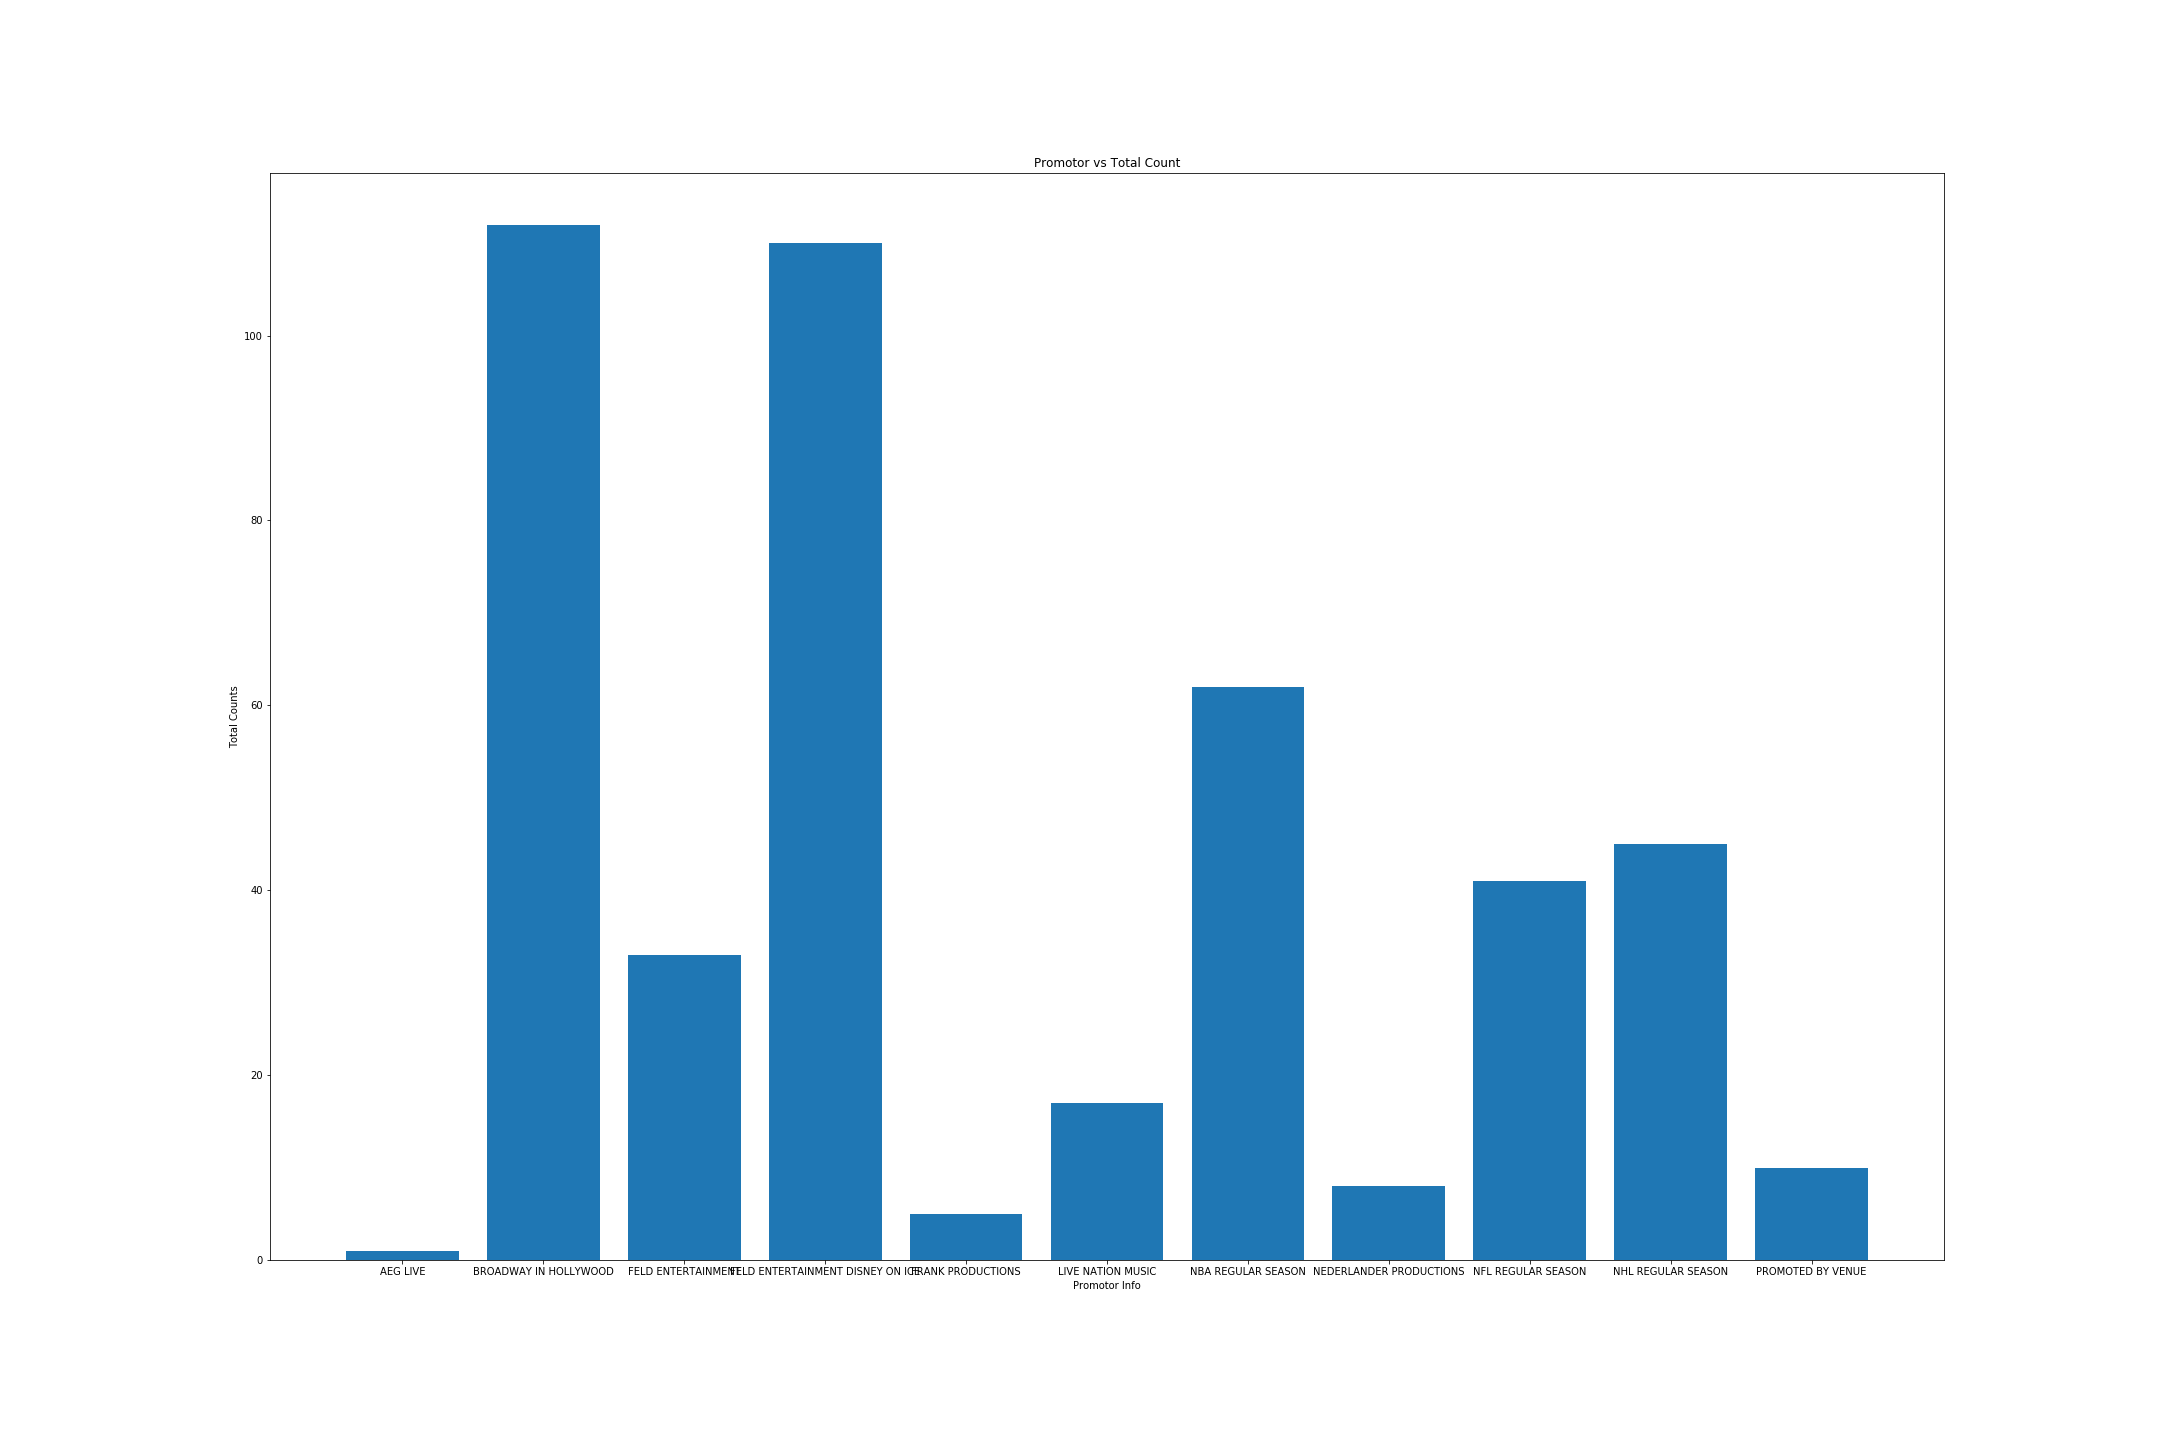 Promotor vs Total Count
Total Counts
100
80
60
40
20
0
AEG LIVE
BROADWAY IN HOLLYWOOD
FELD ENTERTAINMENT
FELD ENTERTAINMENT DISNEY ON ICE
FRANK PRODUCTIONS
LIVE NATION MUSIC
NBA REGULAR SEASON
NEDERLANDER PRODUCTIONS
NFL REGULAR SEASON
NHL REGULAR SEASON
PROMOTED BY VENUE
Promotor Info